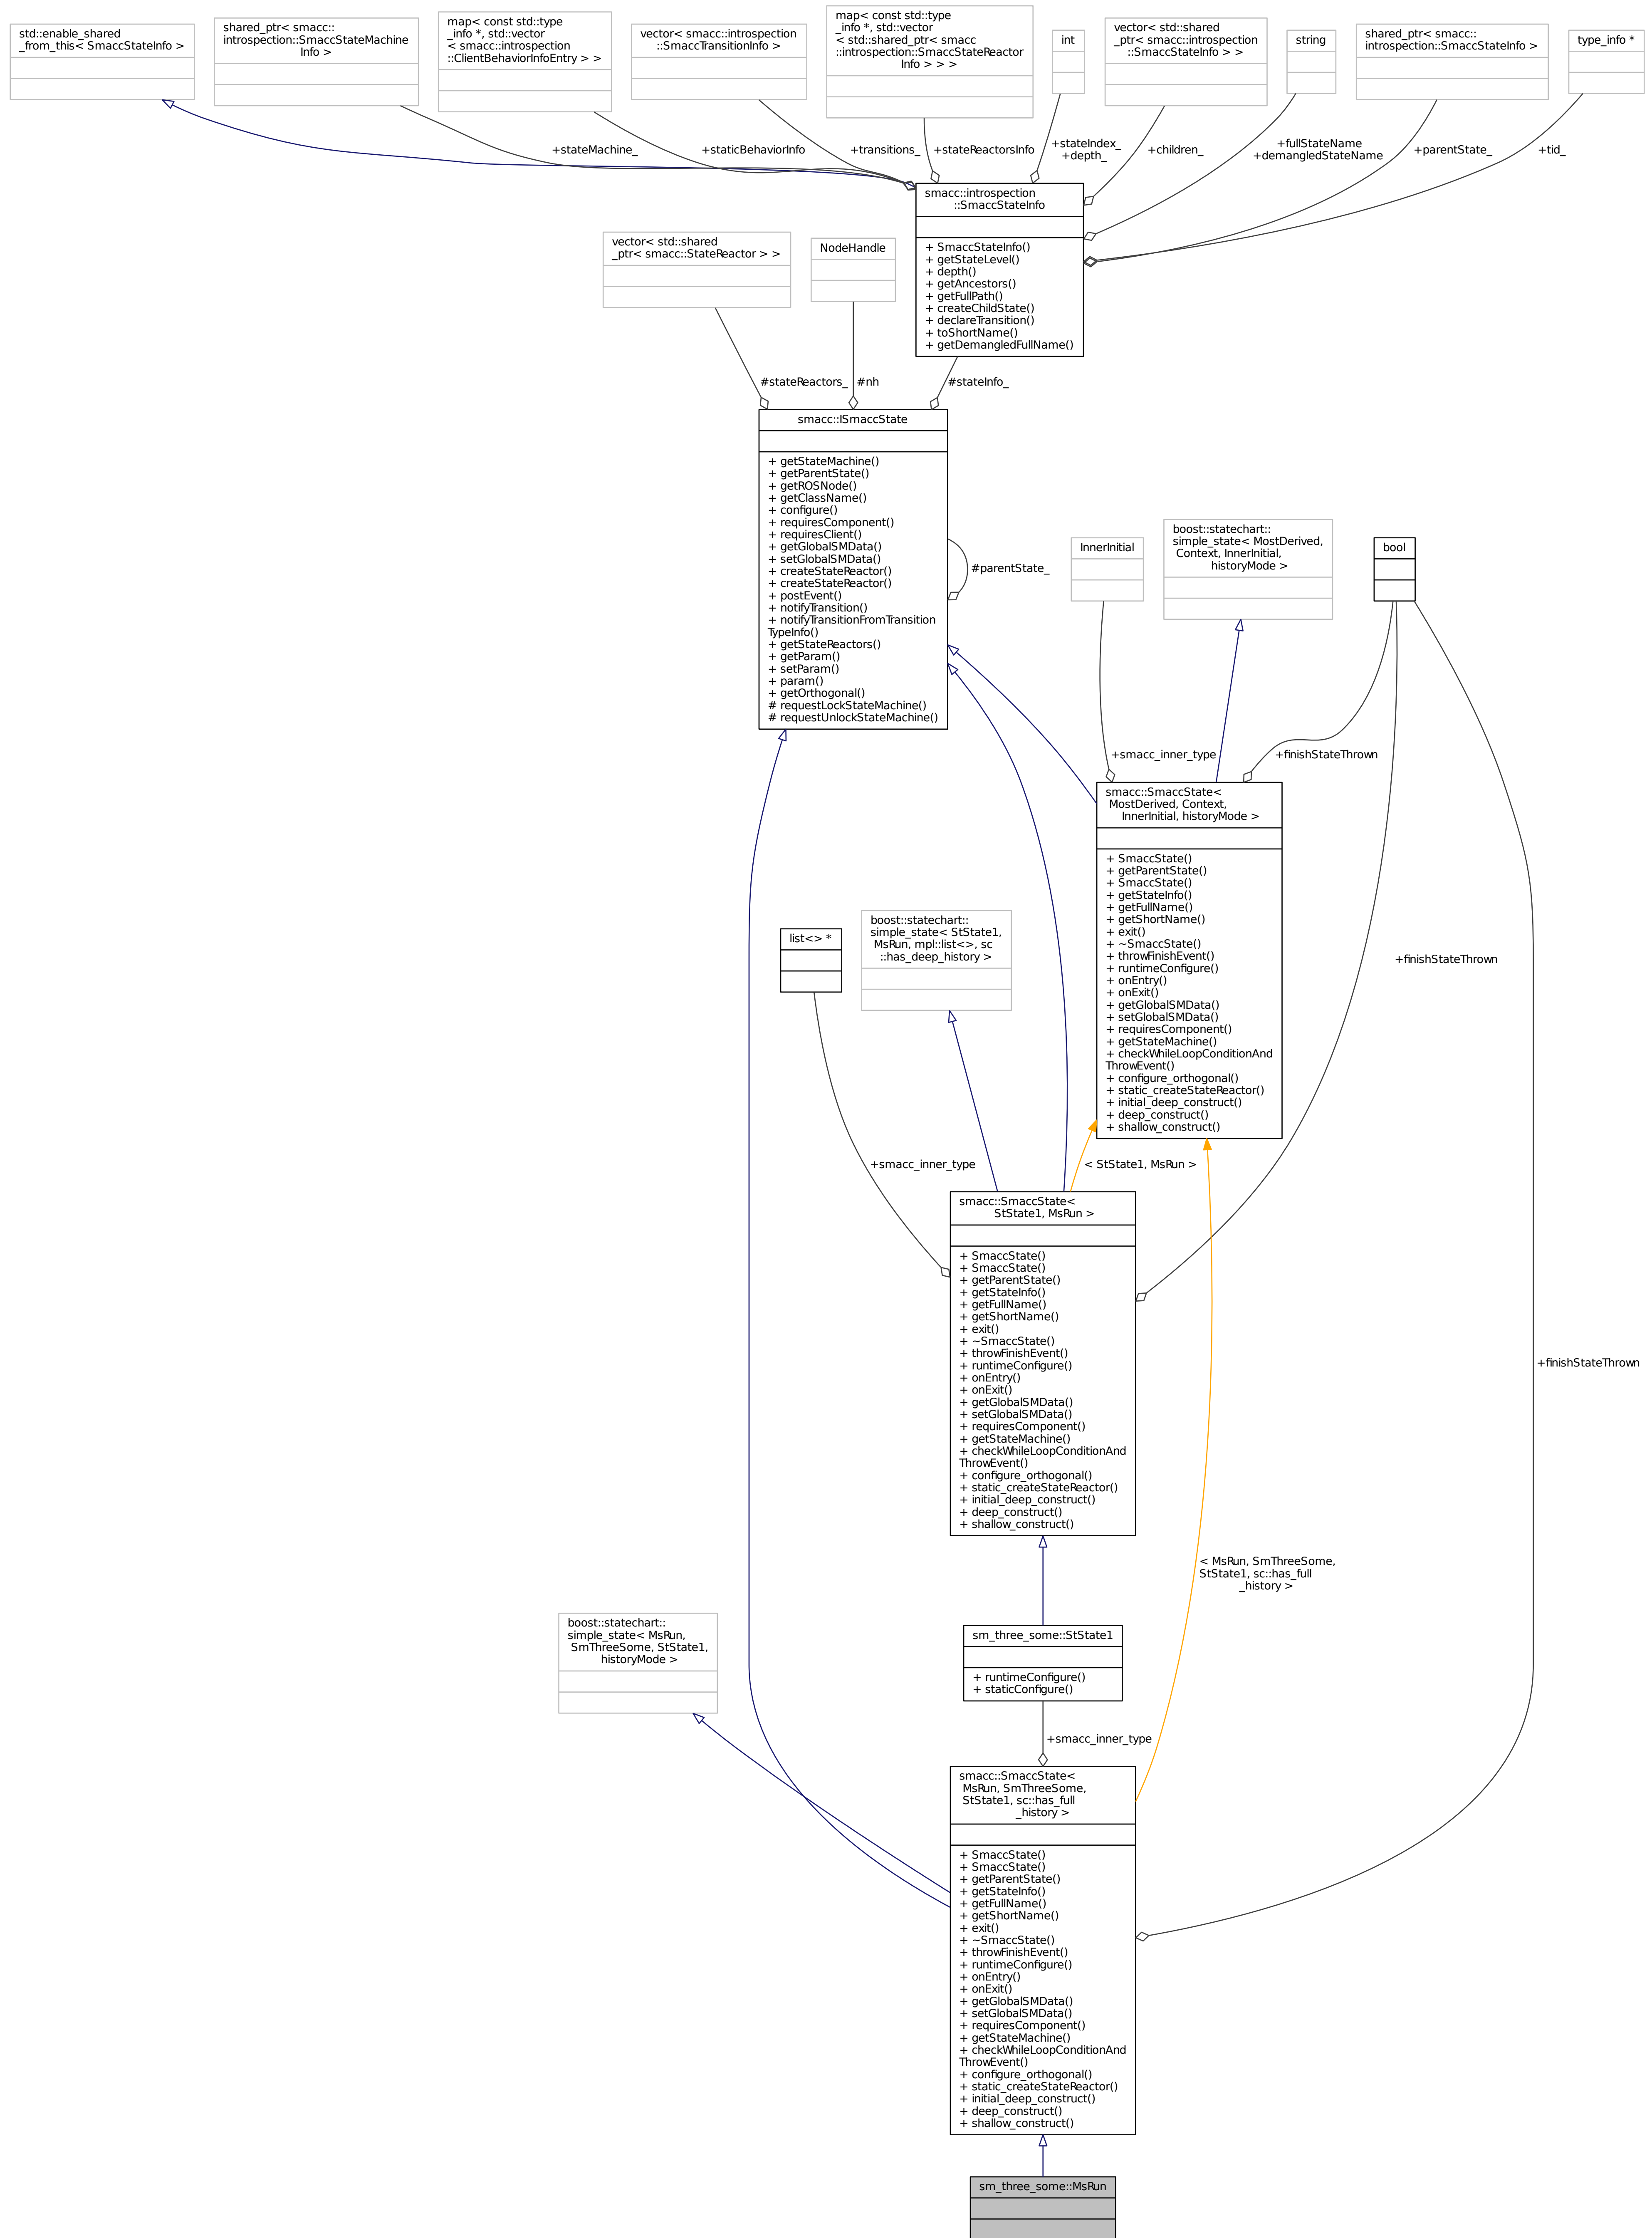 std::enable_shared
_from_this< SmaccStateInfo >
shared_ptr< smacc::
introspection::SmaccStateMachine
Info >
map< const std::type
_info *, std::vector
< smacc::introspection
::ClientBehaviorInfoEntry > >
vector< smacc::introspection
::SmaccTransitionInfo >
map< const std::type
_info *, std::vector
< std::shared_ptr< smacc
::introspection::SmaccStateReactor
Info > > >
int
vector< std::shared
_ptr< smacc::introspection
::SmaccStateInfo > >
string
shared_ptr< smacc::
introspection::SmaccStateInfo >
type_info *
+stateMachine_
+staticBehaviorInfo
+transitions_
+stateReactorsInfo
+stateIndex_
+depth_
+children_
+fullStateName
+demangledStateName
+parentState_
+tid_
smacc::introspection
::SmaccStateInfo
+ SmaccStateInfo()
+ getStateLevel()
+ depth()
+ getAncestors()
+ getFullPath()
+ createChildState()
+ declareTransition()
+ toShortName()
+ getDemangledFullName()
vector< std::shared
_ptr< smacc::StateReactor > >
NodeHandle
#stateReactors_
#nh
#stateInfo_
smacc::ISmaccState
+ getStateMachine()
+ getParentState()
+ getROSNode()
+ getClassName()
+ configure()
+ requiresComponent()
+ requiresClient()
+ getGlobalSMData()
+ setGlobalSMData()
+ createStateReactor()
+ createStateReactor()
+ postEvent()
+ notifyTransition()
+ notifyTransitionFromTransition
TypeInfo()
+ getStateReactors()
+ getParam()
+ setParam()
+ param()
+ getOrthogonal()
# requestLockStateMachine()
# requestUnlockStateMachine()
#parentState_
InnerInitial
boost::statechart::
simple_state< MostDerived,
Context, InnerInitial,
historyMode >
bool
+smacc_inner_type
+finishStateThrown
smacc::SmaccState<
MostDerived, Context,
InnerInitial, historyMode >
+ SmaccState()
+ getParentState()
+ SmaccState()
+ getStateInfo()
+ getFullName()
+ getShortName()
+ exit()
+ ~SmaccState()
+ throwFinishEvent()
+ runtimeConfigure()
+ onEntry()
+ onExit()
+ getGlobalSMData()
+ setGlobalSMData()
+ requiresComponent()
+ getStateMachine()
+ checkWhileLoopConditionAnd
ThrowEvent()
+ configure_orthogonal()
+ static_createStateReactor()
+ initial_deep_construct()
+ deep_construct()
+ shallow_construct()
list<> *
boost::statechart::
simple_state< StState1,
MsRun, mpl::list<>, sc
::has_deep_history >
+finishStateThrown
+smacc_inner_type
< StState1, MsRun >
smacc::SmaccState<
StState1, MsRun >
+ SmaccState()
+ SmaccState()
+ getParentState()
+ getStateInfo()
+ getFullName()
+ getShortName()
+ exit()
+ ~SmaccState()
+ throwFinishEvent()
+ runtimeConfigure()
+ onEntry()
+ onExit()
+ getGlobalSMData()
+ setGlobalSMData()
+ requiresComponent()
+ getStateMachine()
+ checkWhileLoopConditionAnd
ThrowEvent()
+ configure_orthogonal()
+ static_createStateReactor()
+ initial_deep_construct()
+ deep_construct()
+ shallow_construct()
+finishStateThrown
< MsRun, SmThreeSome,
StState1, sc::has_full
_history >
boost::statechart::
simple_state< MsRun,
SmThreeSome, StState1,
historyMode >
sm_three_some::StState1
+ runtimeConfigure()
+ staticConfigure()
+smacc_inner_type
smacc::SmaccState<
MsRun, SmThreeSome,
StState1, sc::has_full
_history >
+ SmaccState()
+ SmaccState()
+ getParentState()
+ getStateInfo()
+ getFullName()
+ getShortName()
+ exit()
+ ~SmaccState()
+ throwFinishEvent()
+ runtimeConfigure()
+ onEntry()
+ onExit()
+ getGlobalSMData()
+ setGlobalSMData()
+ requiresComponent()
+ getStateMachine()
+ checkWhileLoopConditionAnd
ThrowEvent()
+ configure_orthogonal()
+ static_createStateReactor()
+ initial_deep_construct()
+ deep_construct()
+ shallow_construct()
sm_three_some::MsRun